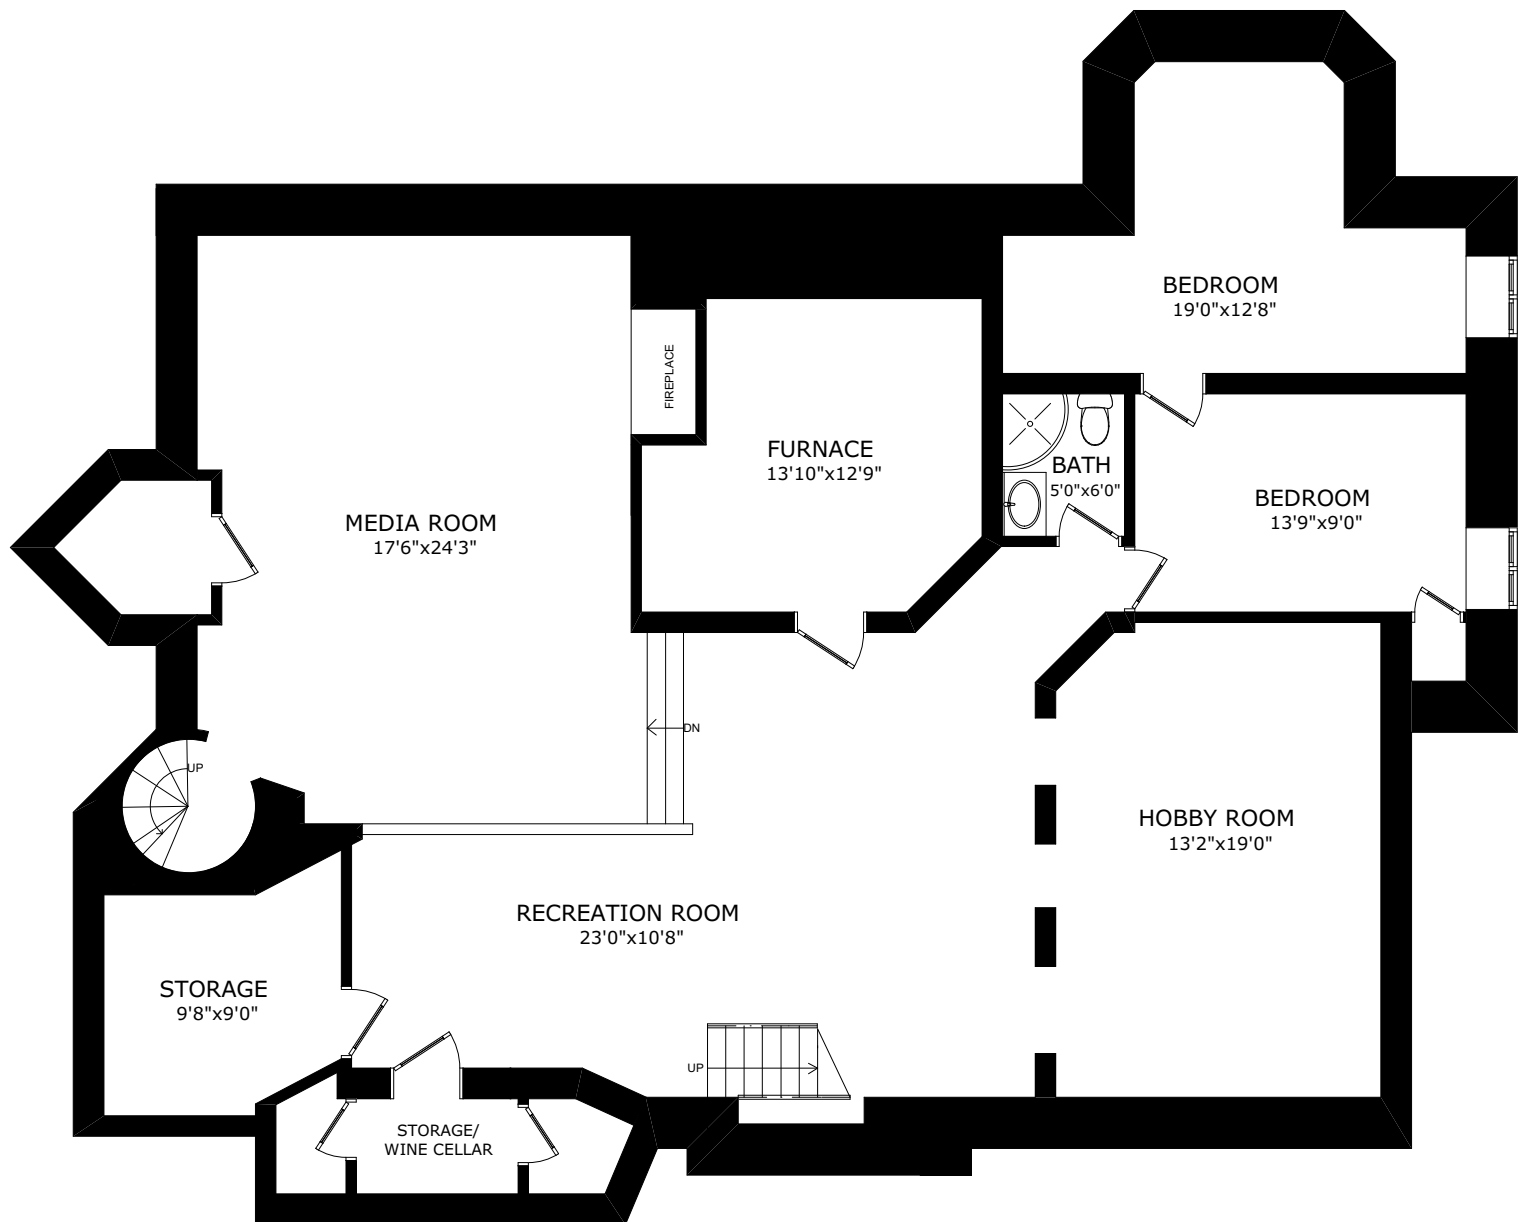 BEDROOM
19'0"x12'8"
FIREPLACE
FURNACE
13'10"x12'9"
BATH
5'0"x6'0"
BEDROOM
13'9"x9'0"
MEDIA ROOM
17'6"x24'3"
DN
UP
HOBBY ROOM
13'2"x19'0"
RECREATION ROOM
23'0"x10'8"
STORAGE
9'8"x9'0"
UP
STORAGE/
WINE CELLAR